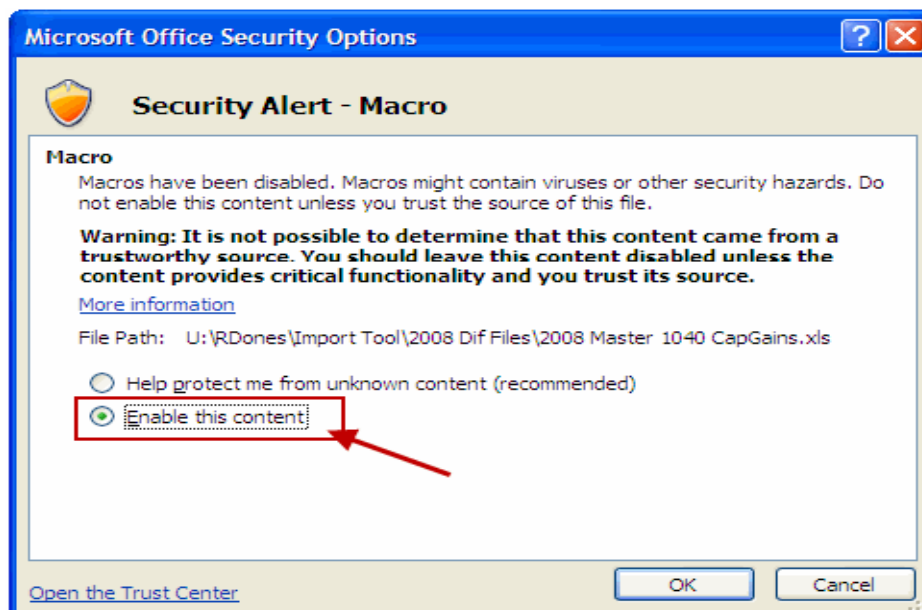 Microsoft Office Security Options
?
Security Alert - Macro
Macro
Macros have been disabled. Macros might contain viruses or other security hazards. Do
not enable this content unless you trust the source of this file.
Warning: It is not possible to determine that this content came from a
trustworthy source. You should leave this content disabled unless the
content provides critical functionality and you trust its source.
More information
File Path: U:\RDones\Import Tool\2008 Dif Files\2008 Master 1040 CapGains.xls
Help protect me from unknown content (recommended)
Enable this content
Open the Trust Center
OK
Cancel